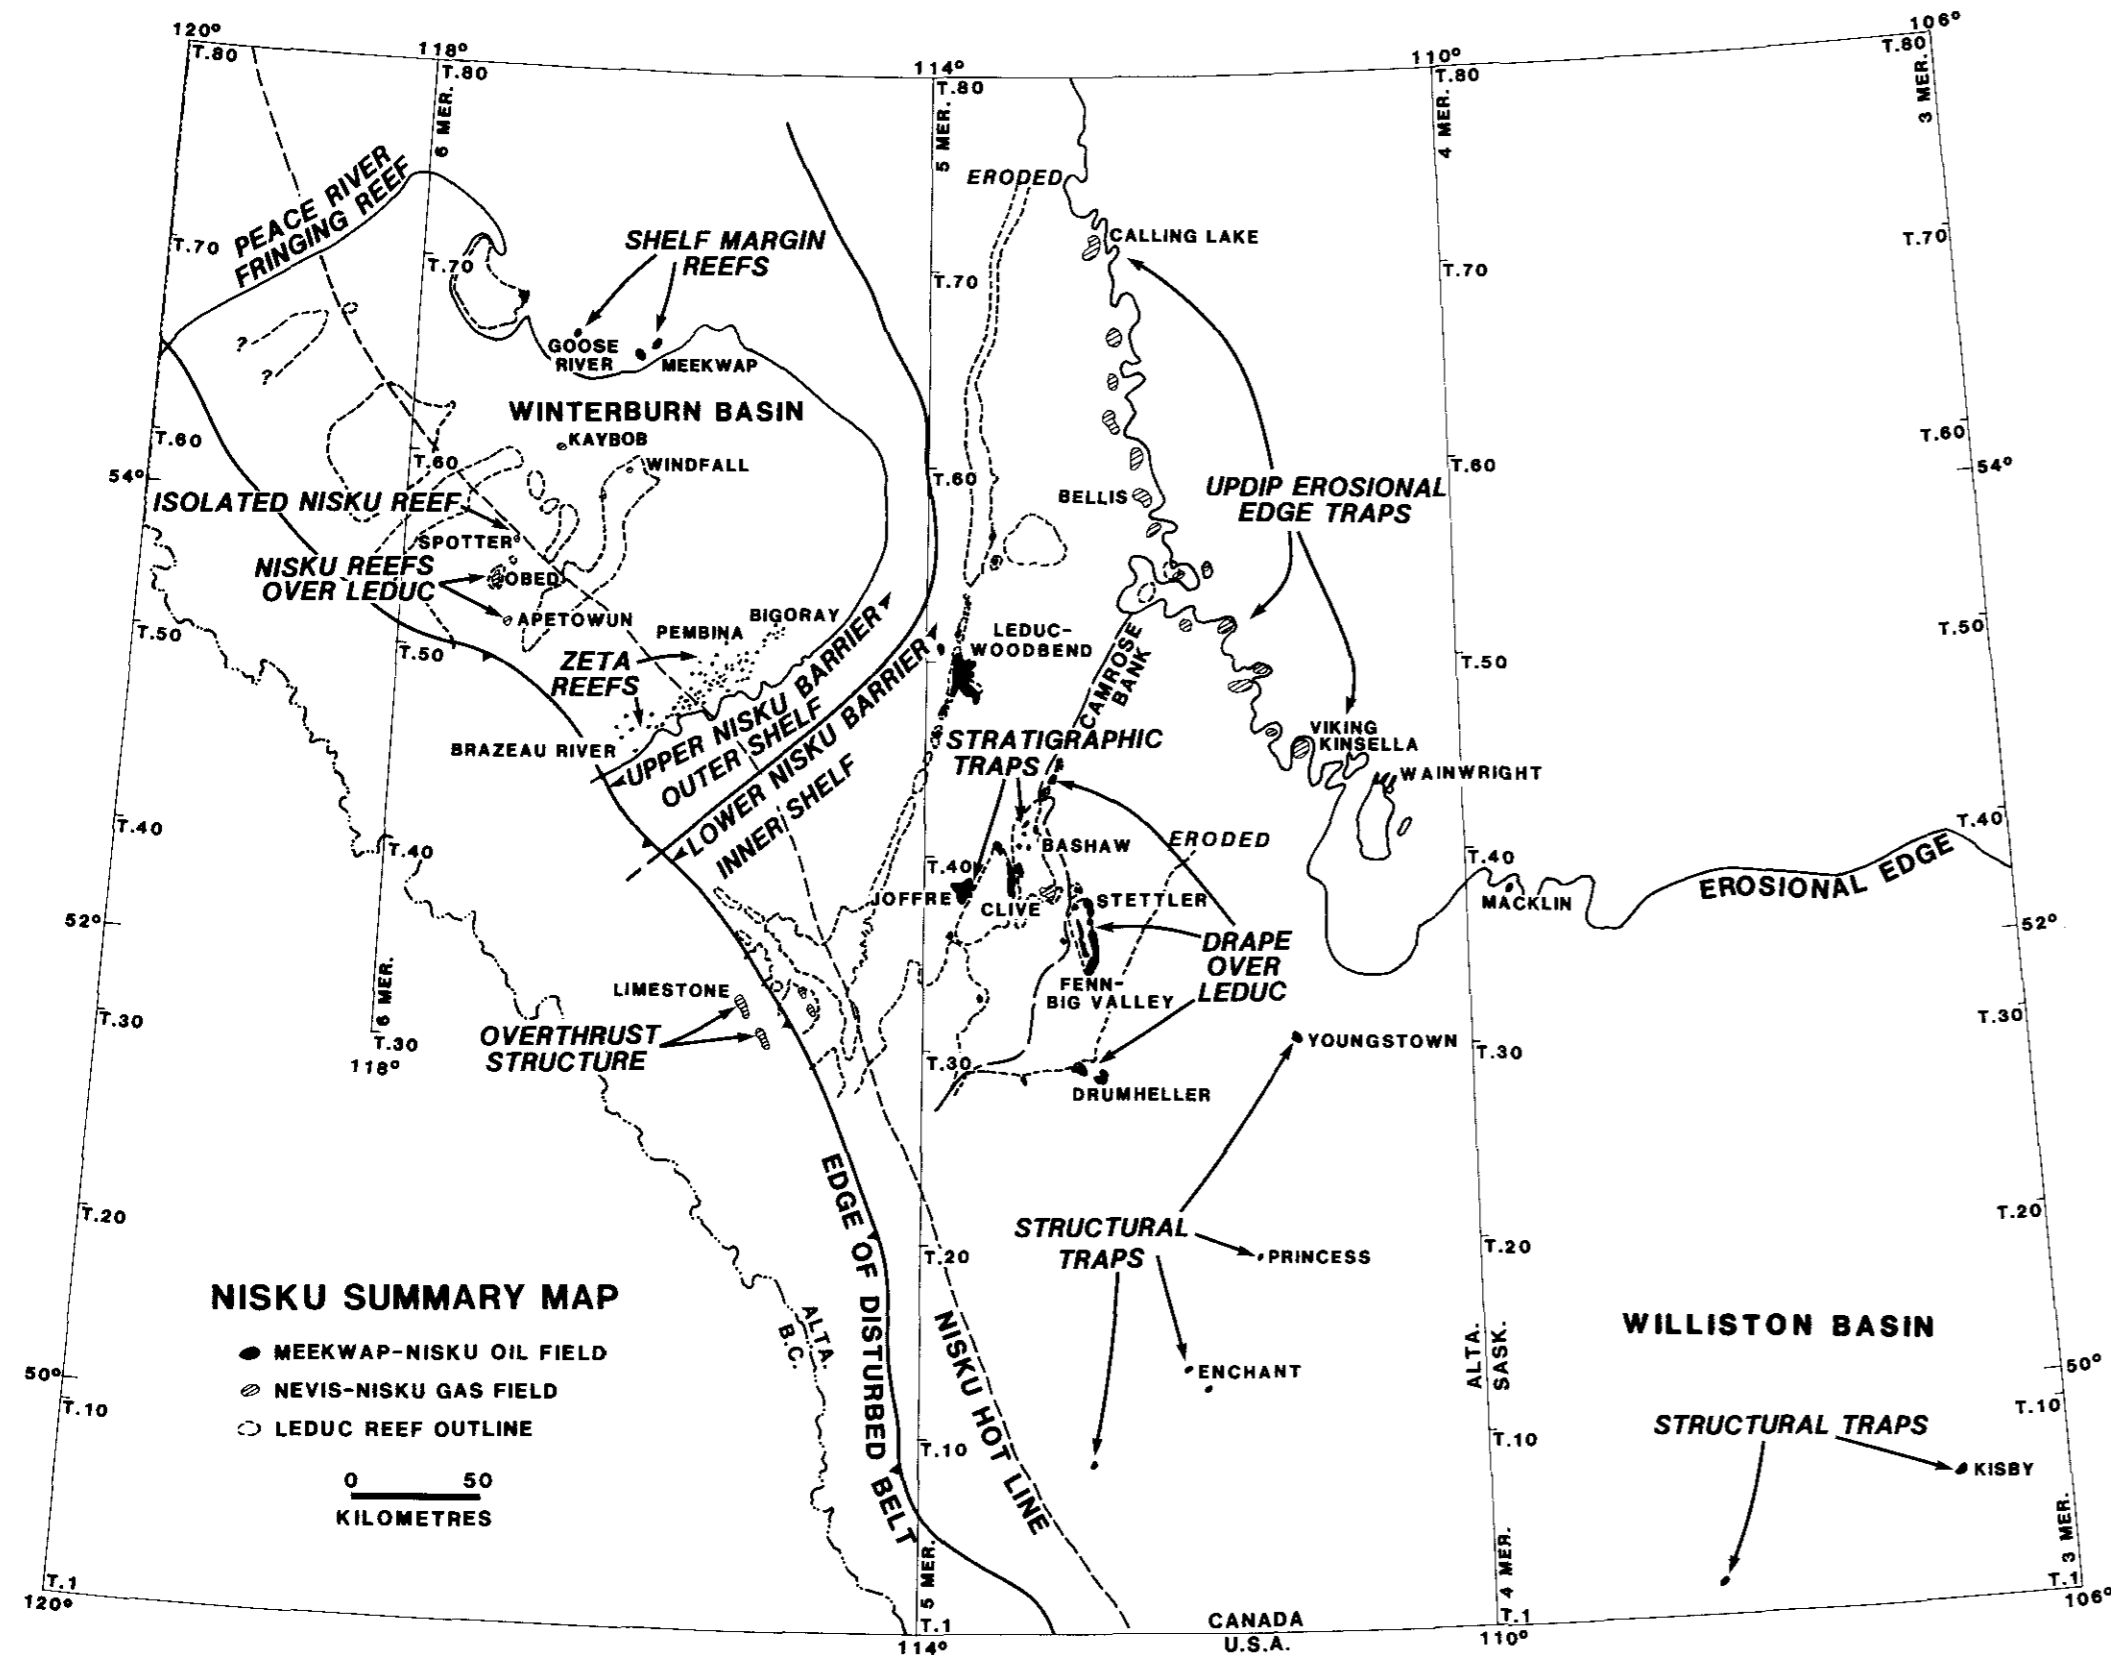 120°
118°
114°
110°
106°
T.80
T.80
T.80
T.80
T.80
6 MER.
5 MER.
4 MER.
3 MER.
PEACE RIVER
FRINGING REEF
ERODED
T.70
T.70
T.70
T.70
T.70
SHELF MARGIN
REEFS
CALLING LAKE
GOOSE
RIVER
MEEKWAP
?
?
WINTERBURN BASIN
KAYBOB
WINDFALL
T.60
T.60
T.60
T.60
T.60
54°
54°
ISOLATED NISKU REEF
SPOTTER
BELLIS
UPDIP EROSIONAL
EDGE TRAPS
NISKU REEFS
OVER LEDUC
OBED
APETOWUN
BIGORAY
PEMBINA
ZETA
REEFS
T.50
T.50
T.50
T.50
LEDUC-
WOODBEND
CAMROSE
BANK
BRAZEAU RIVER
UPPER NISKU BARRIER
OUTER SHELF
LOWER NISKU BARRIER
INNER SHELF
STRATIGRAPHIC
TRAPS
VIKING
KINSELLA
WAINWRIGHT
T.40
T.40
T.40
T.40
T.40
BASHAW
ERODED
JOFFRE
CLIVE
STETTLER
MACKLIN
EROSIONAL EDGE
52°
52°
DRAPE
OVER
LEDUC
FENN-
BIG VALLEY
LIMESTONE
OVERTHRUST
STRUCTURE
6 MER.
T.30
T.30
T.30
T.30
T.30
118°
YOUNGSTOWN
DRUMHELLER
EDGE OF DISTURBED BELT
STRUCTURAL
TRAPS
PRINCESS
T.20
T.20
T.20
T.20
NISKU HOT LINE
ENCHANT
ALTA.
B.C.
ALTA.
SASK.
WILLISTON BASIN
50°
50°
T.10
T.10
T.10
T.10
STRUCTURAL TRAPS
KISBY
NISKU SUMMARY MAP
MEEKWAP-NISKU OIL FIELD
NEVIS-NISKU GAS FIELD
LEDUC REEF OUTLINE
0 50
KILOMETRES
5 MER.
4 MER.
3 MER.
T.1
T.1
T.1
T.1
120°
114°
110°
106°
CANADA
U.S.A.